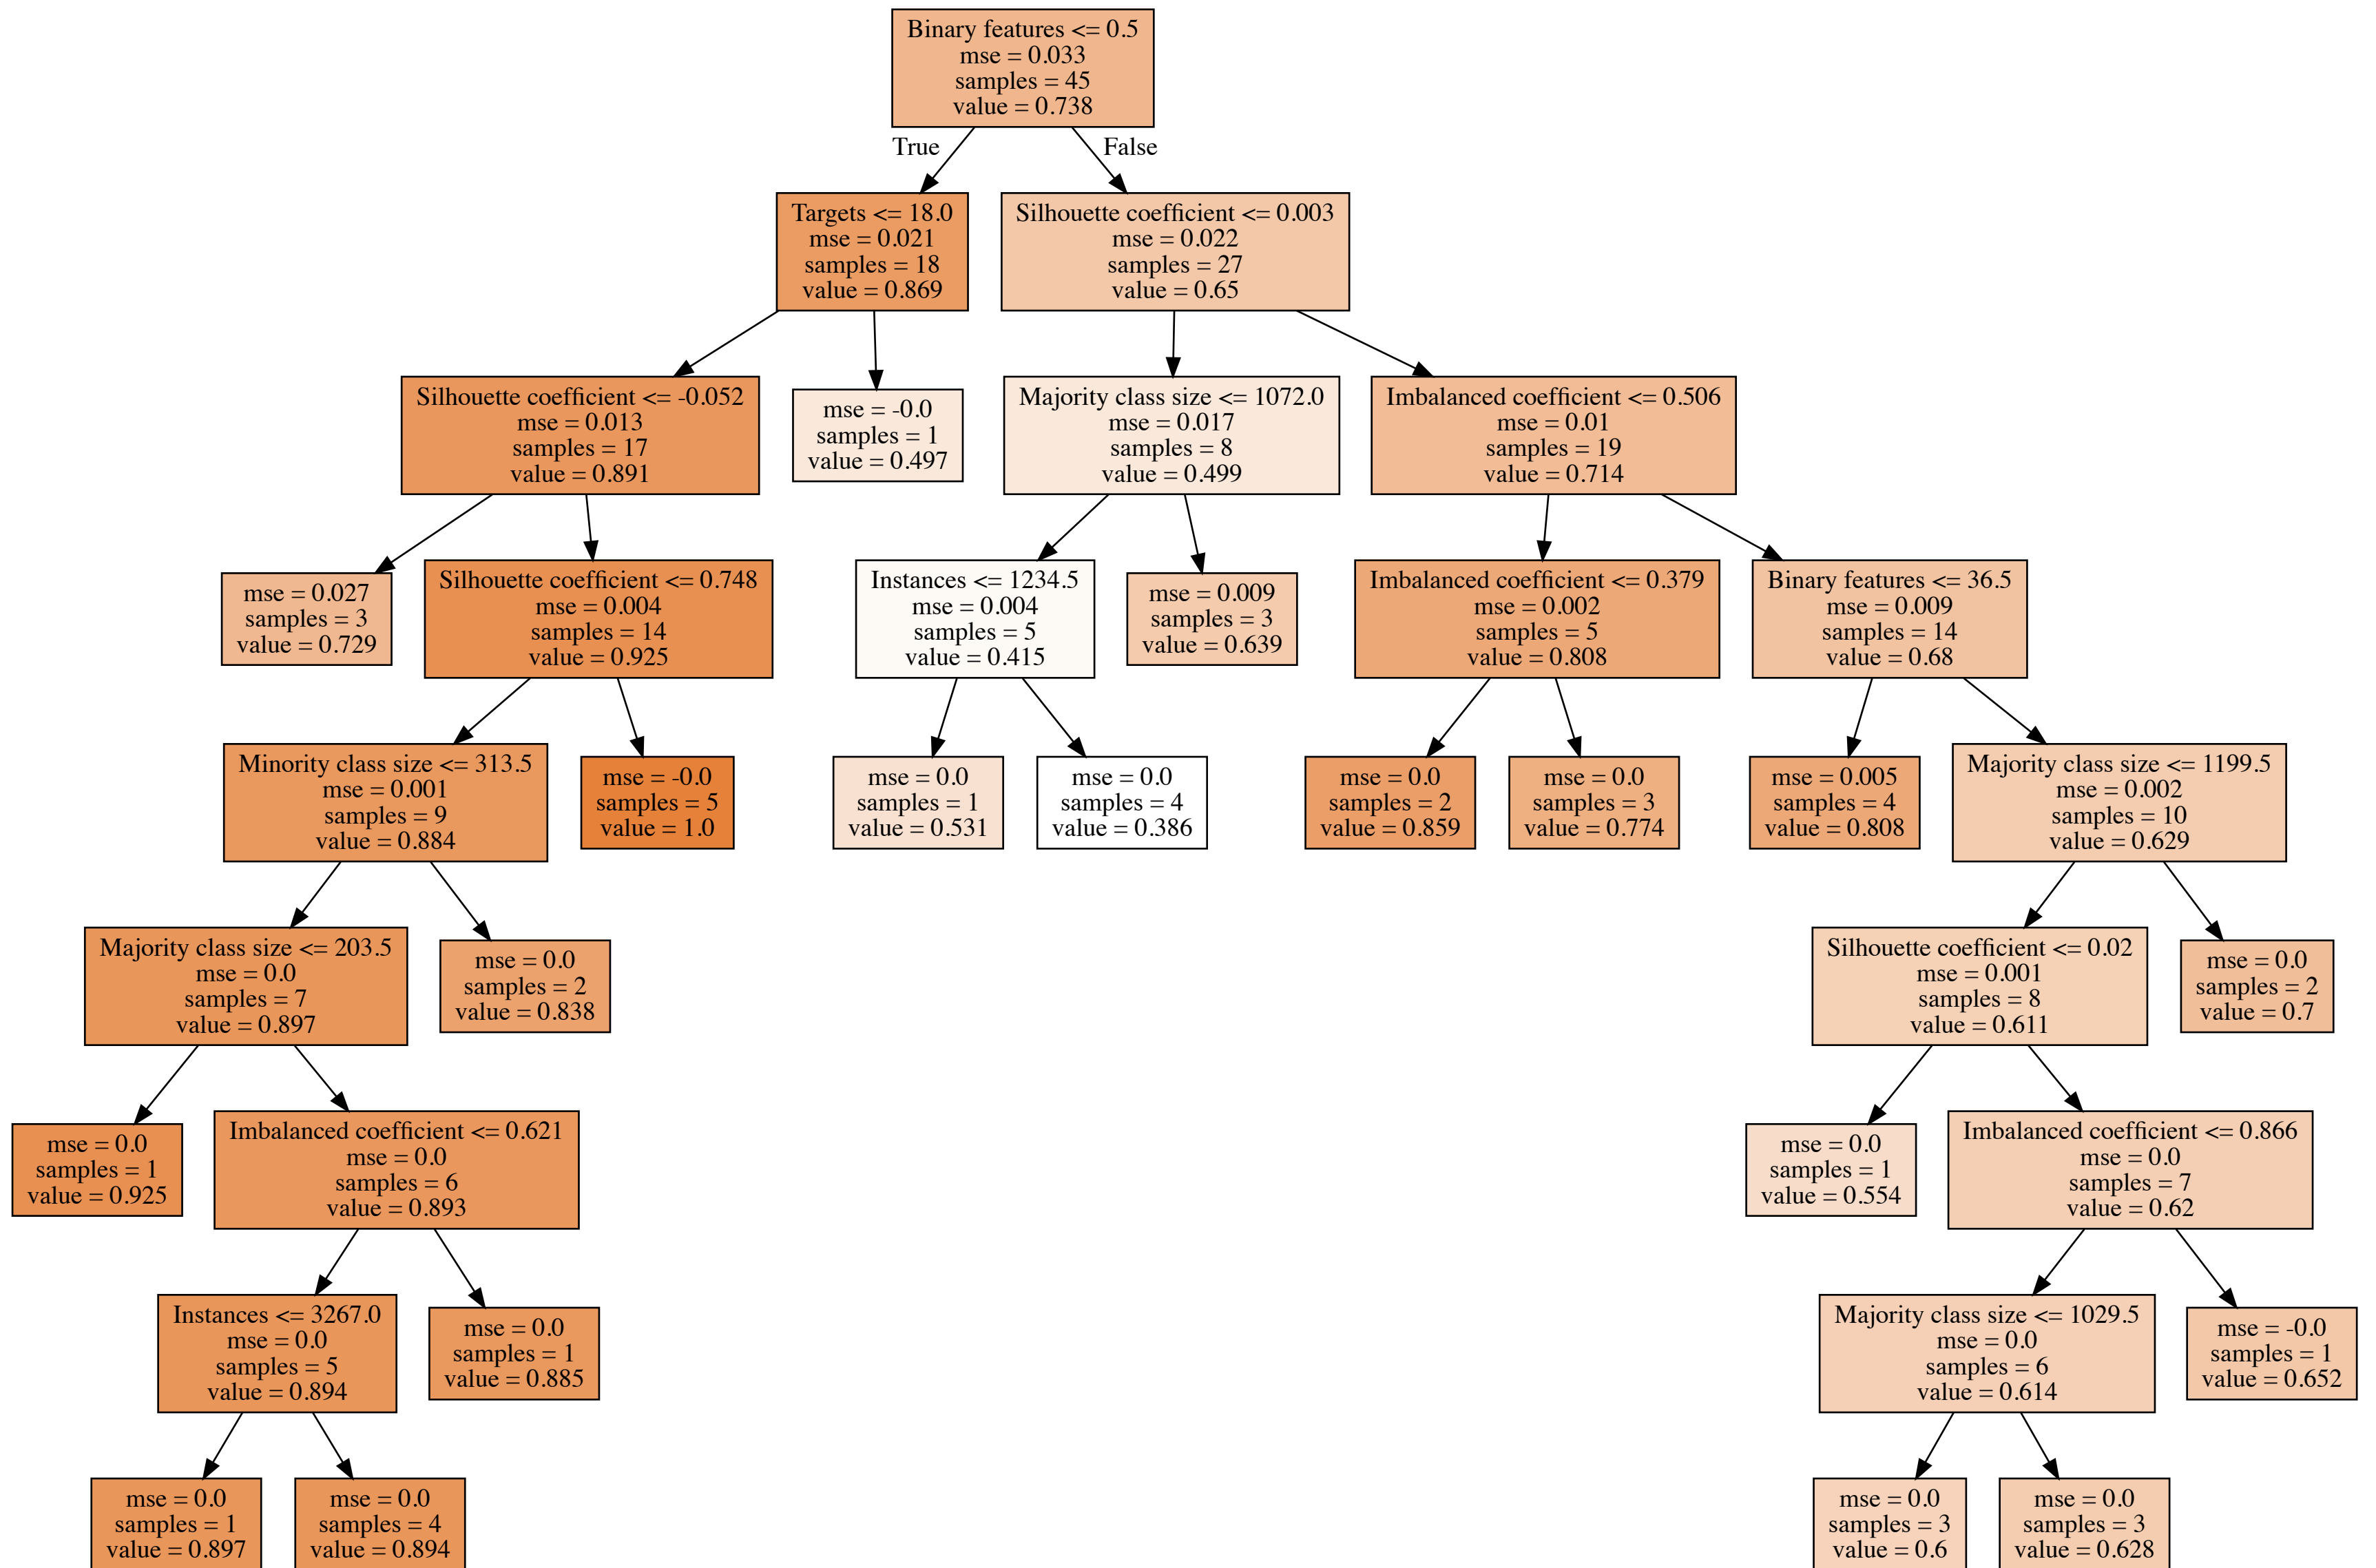 Binary features <= 0.5
mse = 0.033
samples = 45
value = 0.738
True
False
Targets <= 18.0
mse = 0.021
samples = 18
value = 0.869
Silhouette coefficient <= 0.003
mse = 0.022
samples = 27
value = 0.65
Silhouette coefficient <= -0.052
mse = 0.013
samples = 17
value = 0.891
mse = -0.0
samples = 1
value = 0.497
Majority class size <= 1072.0
mse = 0.017
samples = 8
value = 0.499
Imbalanced coefficient <= 0.506
mse = 0.01
samples = 19
value = 0.714
mse = 0.027
samples = 3
value = 0.729
Silhouette coefficient <= 0.748
mse = 0.004
samples = 14
value = 0.925
Instances <= 1234.5
mse = 0.004
samples = 5
value = 0.415
mse = 0.009
samples = 3
value = 0.639
Imbalanced coefficient <= 0.379
mse = 0.002
samples = 5
value = 0.808
Binary features <= 36.5
mse = 0.009
samples = 14
value = 0.68
Minority class size <= 313.5
mse = 0.001
samples = 9
value = 0.884
mse = -0.0
samples = 5
value = 1.0
mse = 0.0
samples = 1
value = 0.531
mse = 0.0
samples = 4
value = 0.386
mse = 0.0
samples = 2
value = 0.859
mse = 0.0
samples = 3
value = 0.774
mse = 0.005
samples = 4
value = 0.808
Majority class size <= 1199.5
mse = 0.002
samples = 10
value = 0.629
Majority class size <= 203.5
mse = 0.0
samples = 7
value = 0.897
mse = 0.0
samples = 2
value = 0.838
Silhouette coefficient <= 0.02
mse = 0.001
samples = 8
value = 0.611
mse = 0.0
samples = 2
value = 0.7
mse = 0.0
samples = 1
value = 0.925
Imbalanced coefficient <= 0.621
mse = 0.0
samples = 6
value = 0.893
mse = 0.0
samples = 1
value = 0.554
Imbalanced coefficient <= 0.866
mse = 0.0
samples = 7
value = 0.62
Instances <= 3267.0
mse = 0.0
samples = 5
value = 0.894
mse = 0.0
samples = 1
value = 0.885
Majority class size <= 1029.5
mse = 0.0
samples = 6
value = 0.614
mse = -0.0
samples = 1
value = 0.652
mse = 0.0
samples = 1
value = 0.897
mse = 0.0
samples = 4
value = 0.894
mse = 0.0
samples = 3
value = 0.6
mse = 0.0
samples = 3
value = 0.628